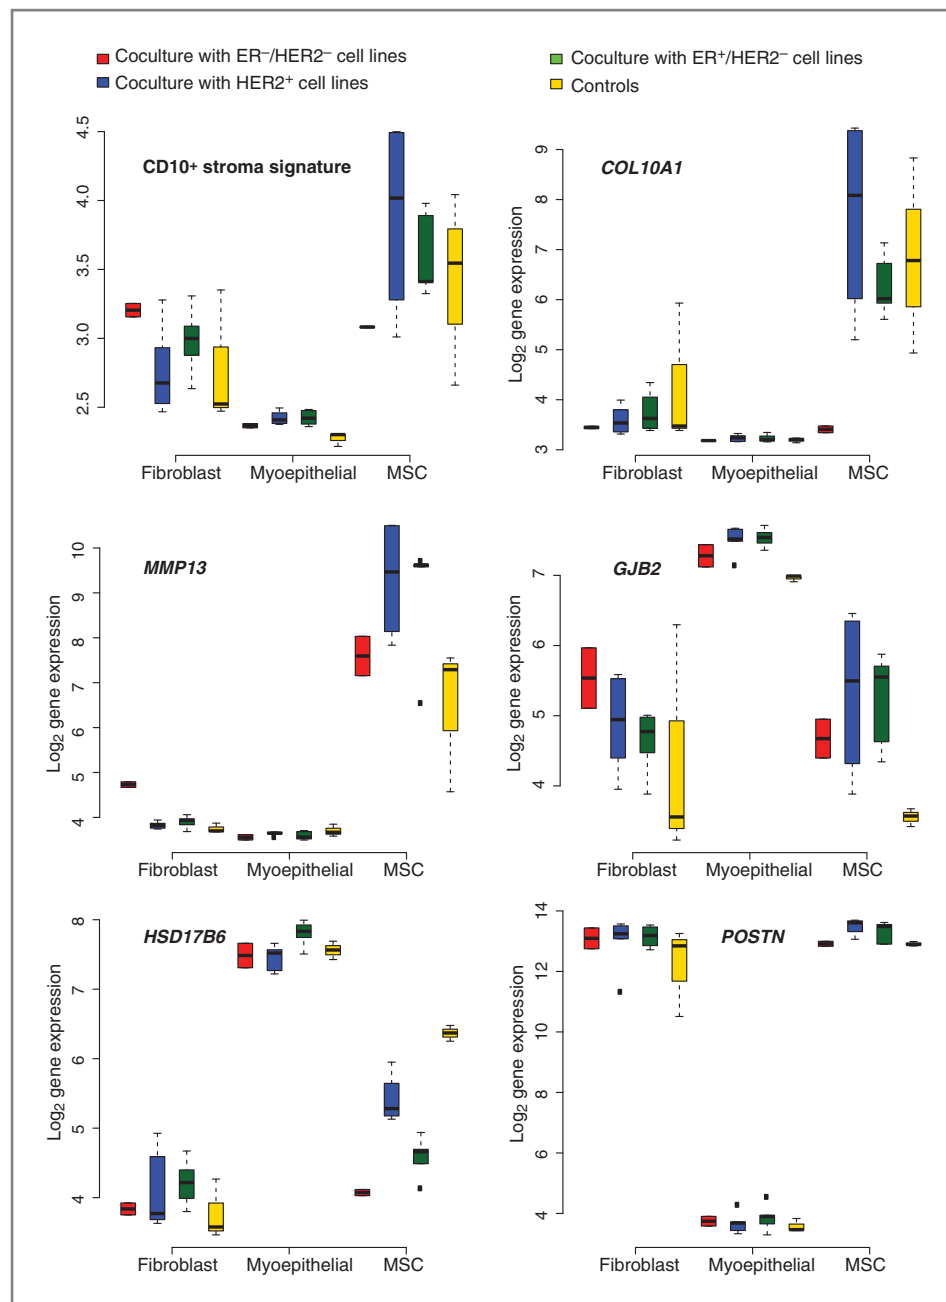 Coculture with ER⁻/HER2⁻ cell lines
Coculture with HER2⁺ cell lines
Coculture with ER⁺/HER2⁻ cell lines
Controls
CD10+ stroma signature
4.5
4.0
3.5
3.0
2.5
Fibroblast Myoepithelial MSC
COL10A1
Log₂ gene expression
9
8
7
6
5
4
3
Fibroblast Myoepithelial MSC
MMP13
Log₂ gene expression
10
9
8
7
6
5
4
Fibroblast Myoepithelial MSC
GJB2
Log₂ gene expression
7
6
5
4
Fibroblast Myoepithelial MSC
HSD17B6
Log₂ gene expression
8
7
6
5
4
Fibroblast Myoepithelial MSC
POSTN
Log₂ gene expression
14
12
10
8
6
4
Fibroblast Myoepithelial MSC